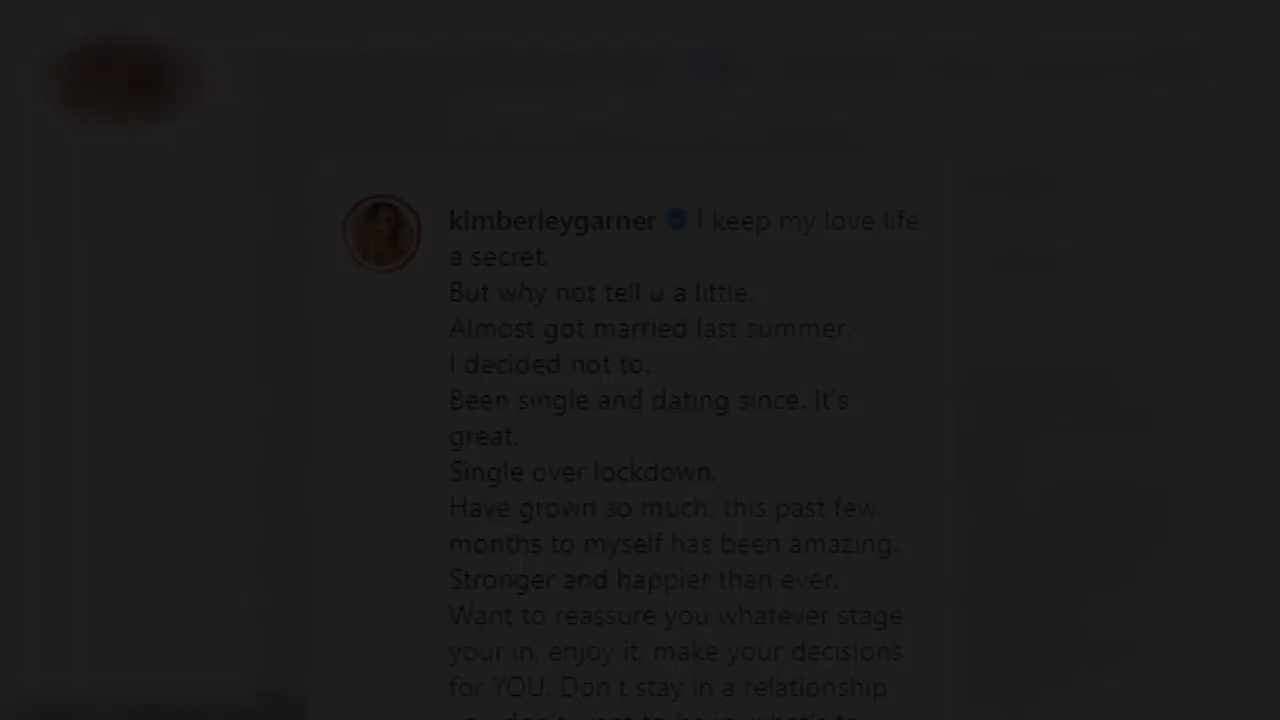 kimberleygarner I keep my love life
a secret.
But why not tell u a little.
Almost got married last summer.
I decided not to.
Been single and dating since. It's
great.
Single over lockdown.
Have grown so much, this past few
months to myself has been amazing.
Stronger and happier than ever.
Want to reassure you whatever stage
your in, enjoy it, make your decisions
for YOU. Don't stay in a relationship